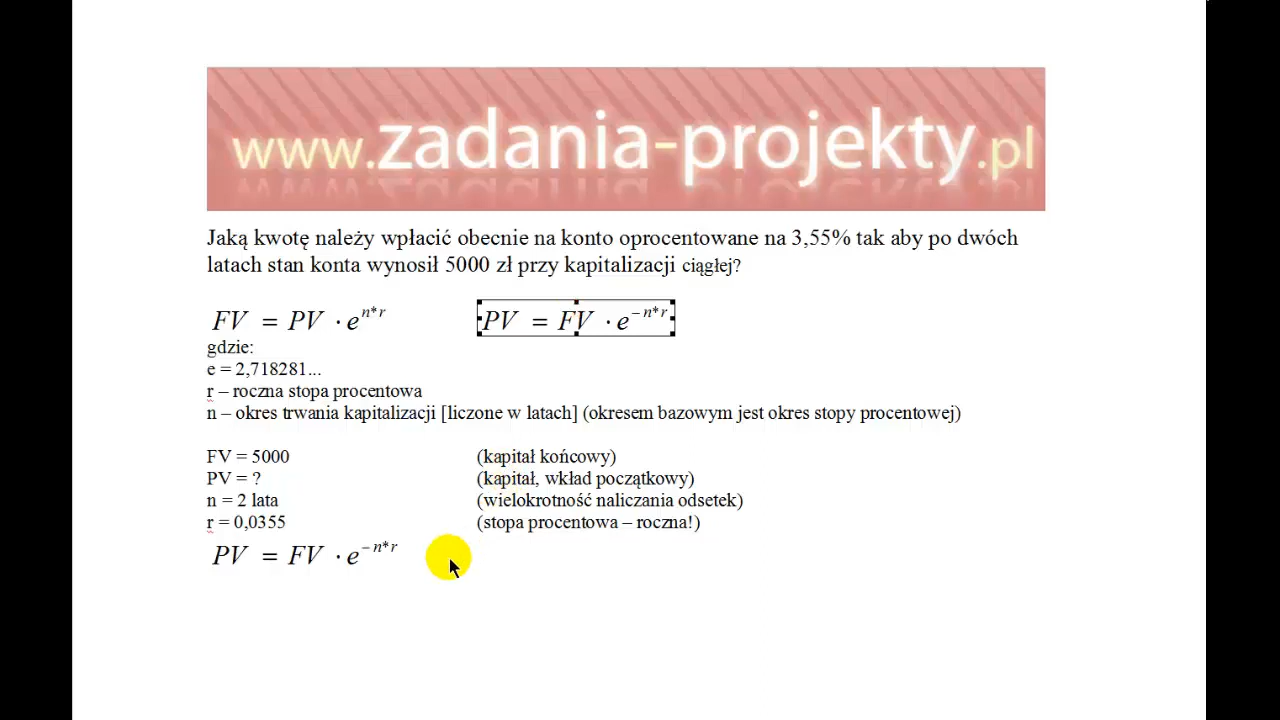 www.zadania-projekty.pl
Jaką kwotę należy wpłacić obecnie na konto oprocentowane na 3,55% tak aby po dwóch
latach stan konta wynosił 5000 zł przy kapitalizacji ciągłej?
FV = PV · e^{n*r} PV = FV · e^{-n*r}
gdzie:
e = 2,718281...
r – roczna stopa procentowa
n – okres trwania kapitalizacji [liczone w latach] (okresem bazowym jest okres stopy procentowej)
FV = 5000 (kapitał końcowy)
PV = ? (kapitał, wkład początkowy)
n = 2 lata (wielokrotność naliczania odsetek)
r = 0,0355 (stopa procentowa – roczna!)
PV = FV · e^{-n*r}